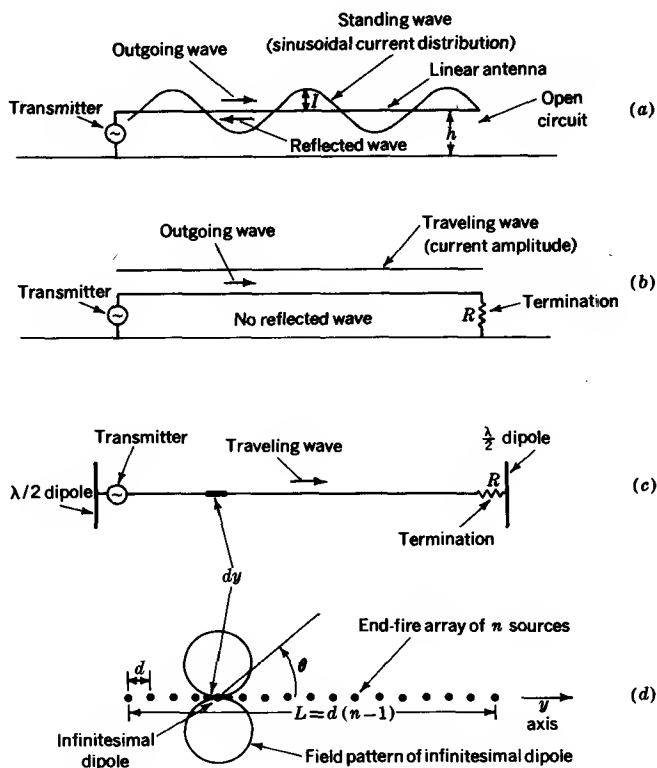 Standing wave
(sinusoidal current distribution)
Outgoing wave
Linear antenna
Transmitter
I
Open
circuit
(a)
h
Reflected wave
Outgoing wave
Traveling wave
(current amplitude)
(b)
Transmitter
Termination
No reflected wave
R
λ/2 dipole
Transmitter
Traveling wave
λ/2 dipole
R
(c)
Termination
dy
End-fire array of n sources
d
θ
(d)
L=d(n−1)
y
axis
Infinitesimal
dipole
Field pattern of infinitesimal dipole